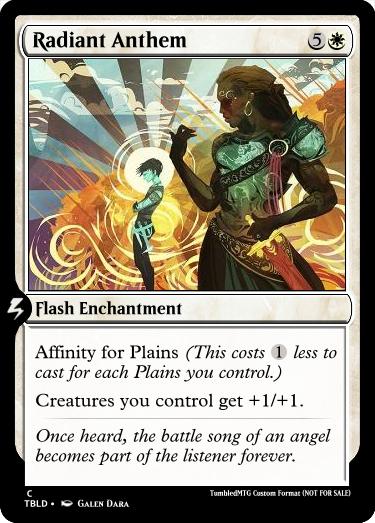 Radiant Anthem 5
Flash Enchantment
Affinity for Plains (This costs 1 less to
cast for each Plains you control.)
Creatures you control get +1/+1.
Once heard, the battle song of an angel
becomes part of the listener forever.
C
TBLD • Galen Dara
TumbledMTG Custom Format (NOT FOR SALE)